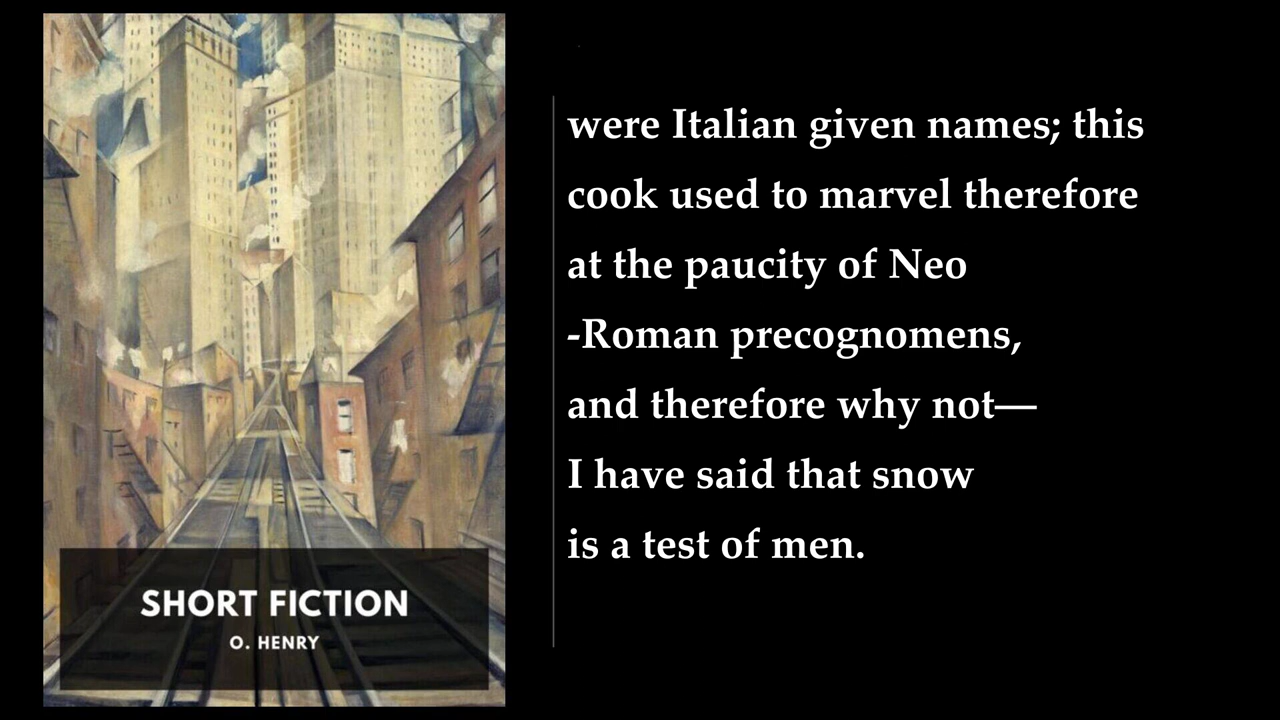 SHORT FICTION
O. HENRY
were Italian given names; this
cook used to marvel therefore
at the paucity of Neo
-Roman precognomens,
and therefore why not—
I have said that snow
is a test of men.